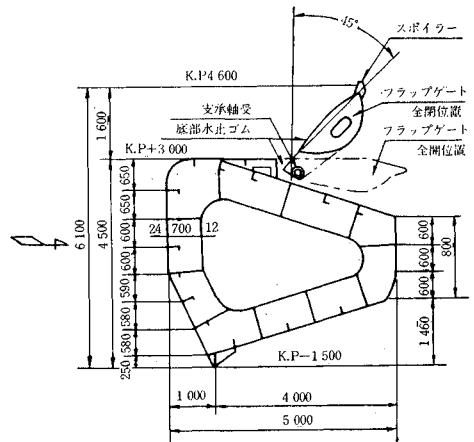 45°
スポイラー
K.P4 600
フラップゲート
全閉位置
支承軸受
底部水止ゴム
フラップゲート
全開位置
K.P+3 000
1 600
6 100
4 500
650
650
600
600
590
580
580
250
24 700 12
600
600
800
1 460
K.P-1 500
1 000
4 000
5 000